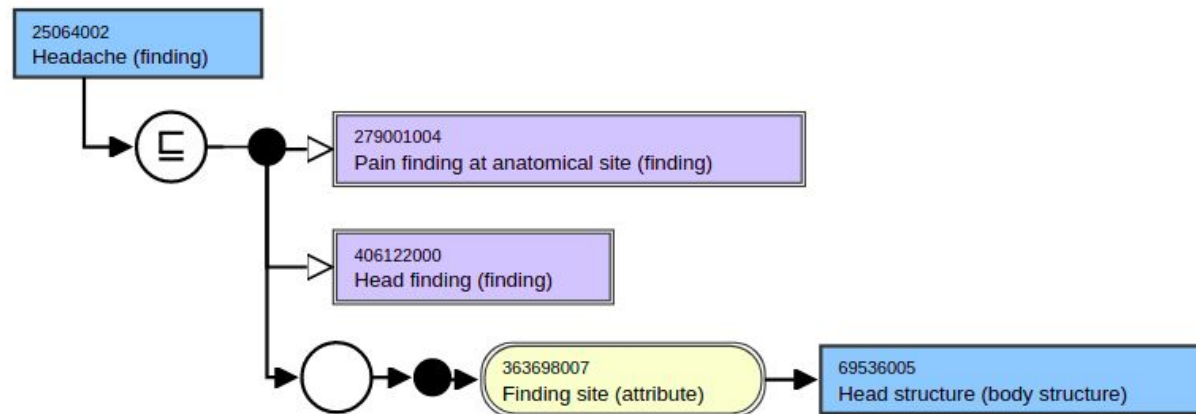 25064002
Headache (finding)
⊑
279001004
Pain finding at anatomical site (finding)
406122000
Head finding (finding)
363698007
Finding site (attribute)
69536005
Head structure (body structure)